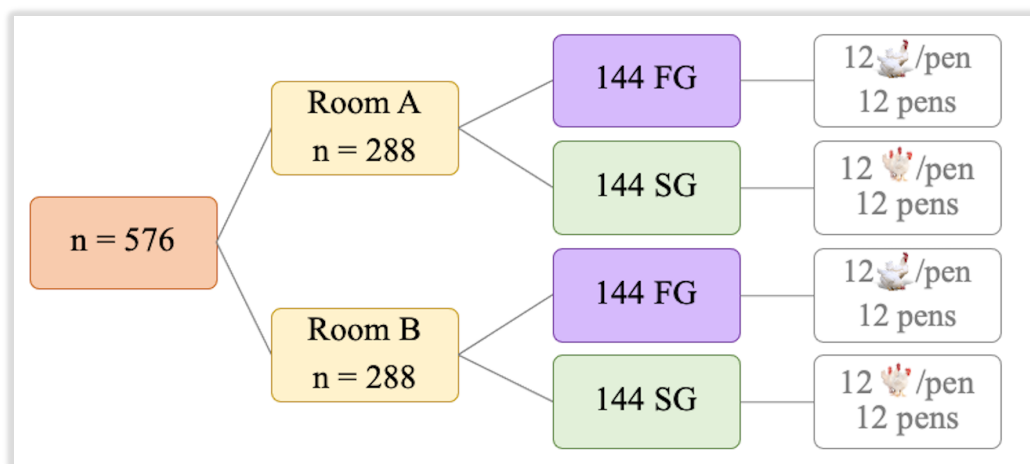 n = 576
Room A
n = 288
144 FG
12 /pen
12 pens
144 SG
12 /pen
12 pens
Room B
n = 288
144 FG
12 /pen
12 pens
144 SG
12 /pen
12 pens